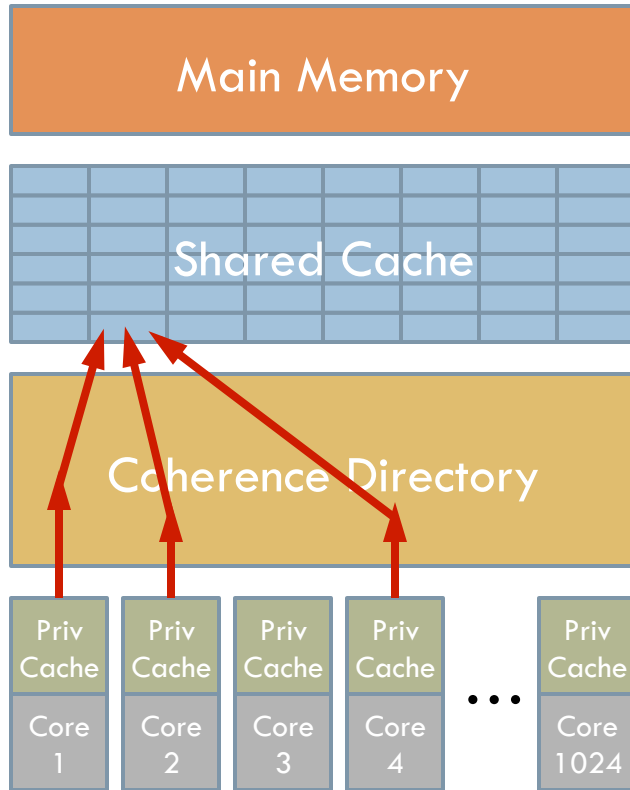 Main Memory
Shared Cache
Coherence Directory
Priv Cache
Priv Cache
Priv Cache
Priv Cache
...
Priv Cache
Core 1
Core 2
Core 3
Core 4
Core 1024